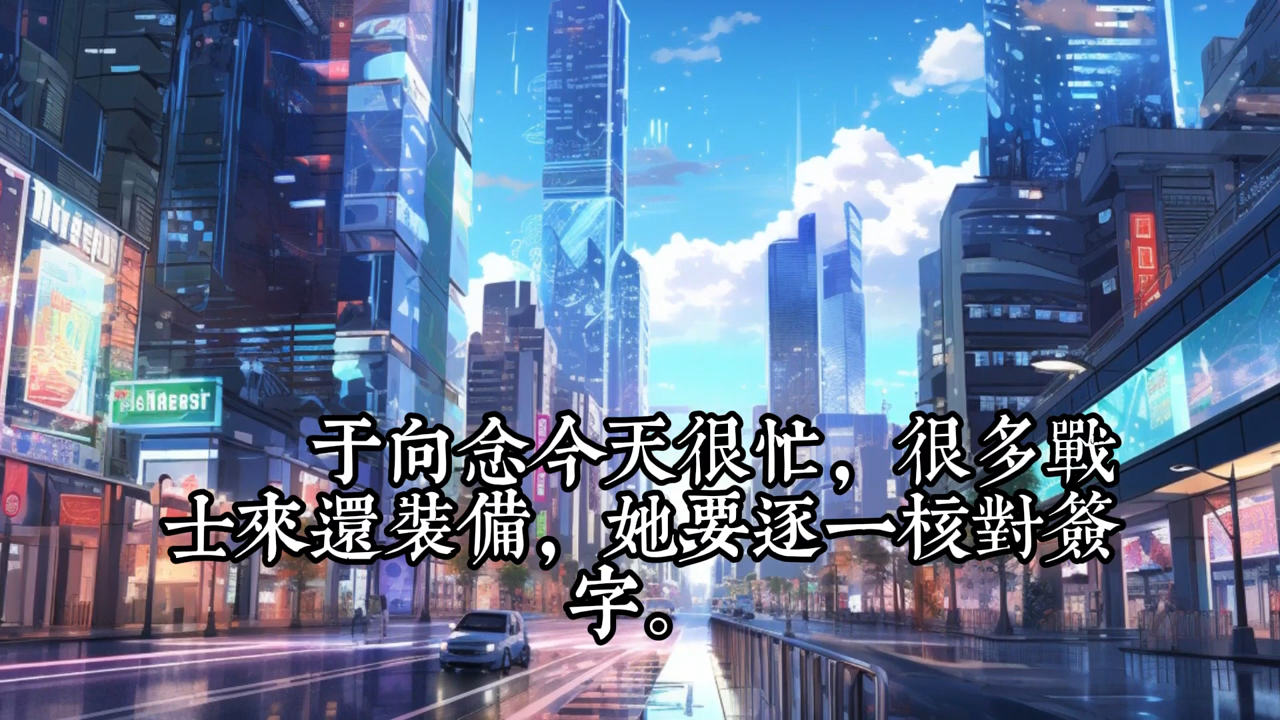 于向念今天很忙，很多戰
士來還裝備，她要逐一核對簽
字。